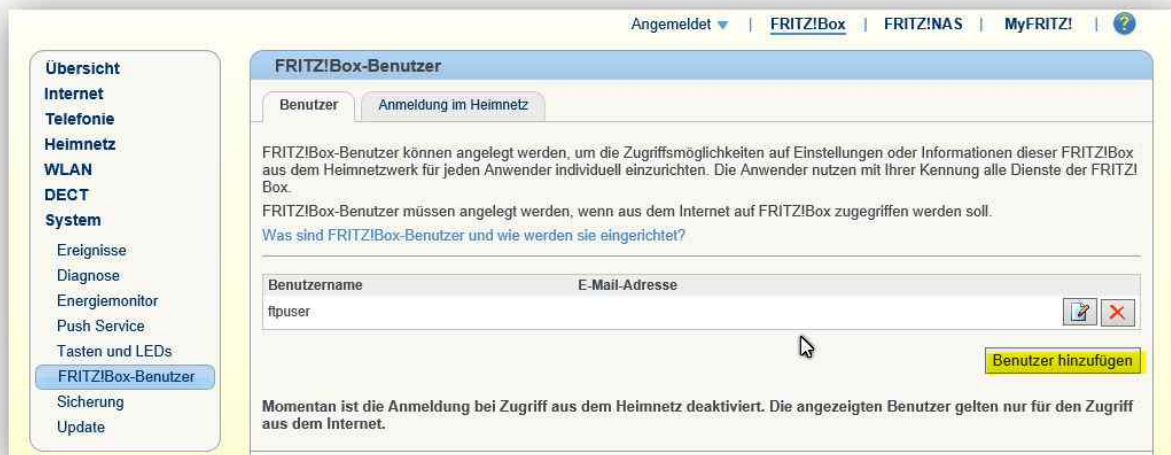 Angemeldet | FRITZ!Box | FRITZ!NAS | MyFRITZ! | ?
Übersicht
Internet
Telefonie
Heimnetz
WLAN
DECT
System
Ereignisse
Diagnose
Energiemonitor
Push Service
Tasten und LEDs
FRITZ!Box-Benutzer
Sicherung
Update
FRITZ!Box-Benutzer
Benutzer Anmeldung im Heimnetz
FRITZ!Box-Benutzer können angelegt werden, um die Zugriffsmöglichkeiten auf Einstellungen oder Informationen dieser FRITZ!Box
aus dem Heimnetzwerk für jeden Anwender individuell einzurichten. Die Anwender nutzen mit Ihrer Kennung alle Dienste der FRITZ!
Box.
FRITZ!Box-Benutzer müssen angelegt werden, wenn aus dem Internet auf FRITZ!Box zugegriffen werden soll.
Was sind FRITZ!Box-Benutzer und wie werden sie eingerichtet?
Benutzername E-Mail-Adresse
ftpuser
Benutzer hinzufügen
Momentan ist die Anmeldung bei Zugriff aus dem Heimnetz deaktiviert. Die angezeigten Benutzer gelten nur für den Zugriff
aus dem Internet.